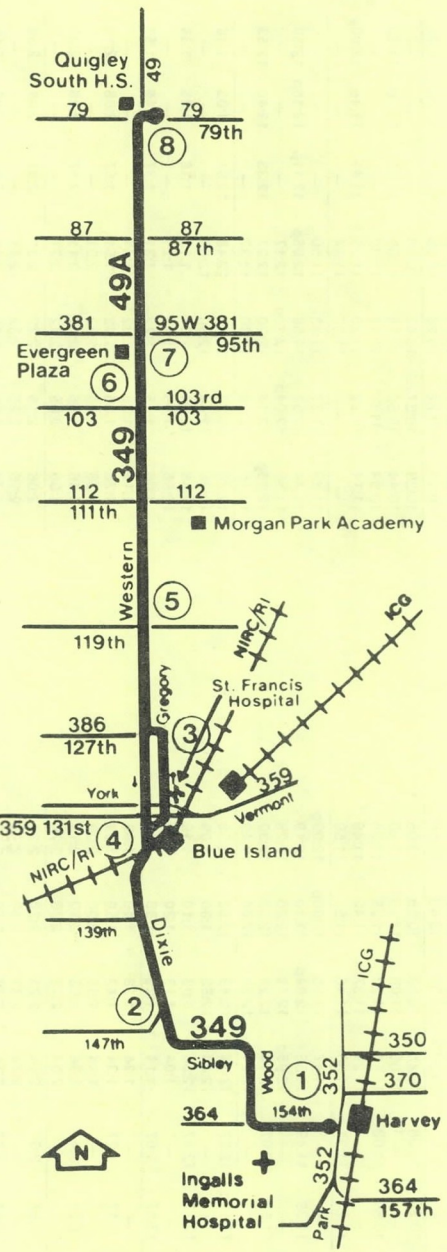 49
Quigley
South H.S.
79 79
79th
8
87 87
87th
49A
381 95W 381
95th
Evergreen
Plaza
7
6
103rd
103 103
349
112 112
111th
Morgan Park Academy
Western
5
119th
NIRC/RI
ICG
Gregory
St. Francis
Hospital
386
127th
3
York
359
Vermont
359 131st
4
Blue Island
NIRC/RI
139th
Dixie
ICG
2
147th
349
Sibley
Wood
1
352
350
370
364
154th
Harvey
N
Ingalls
Memorial
Hospital
352
Park
364
157th